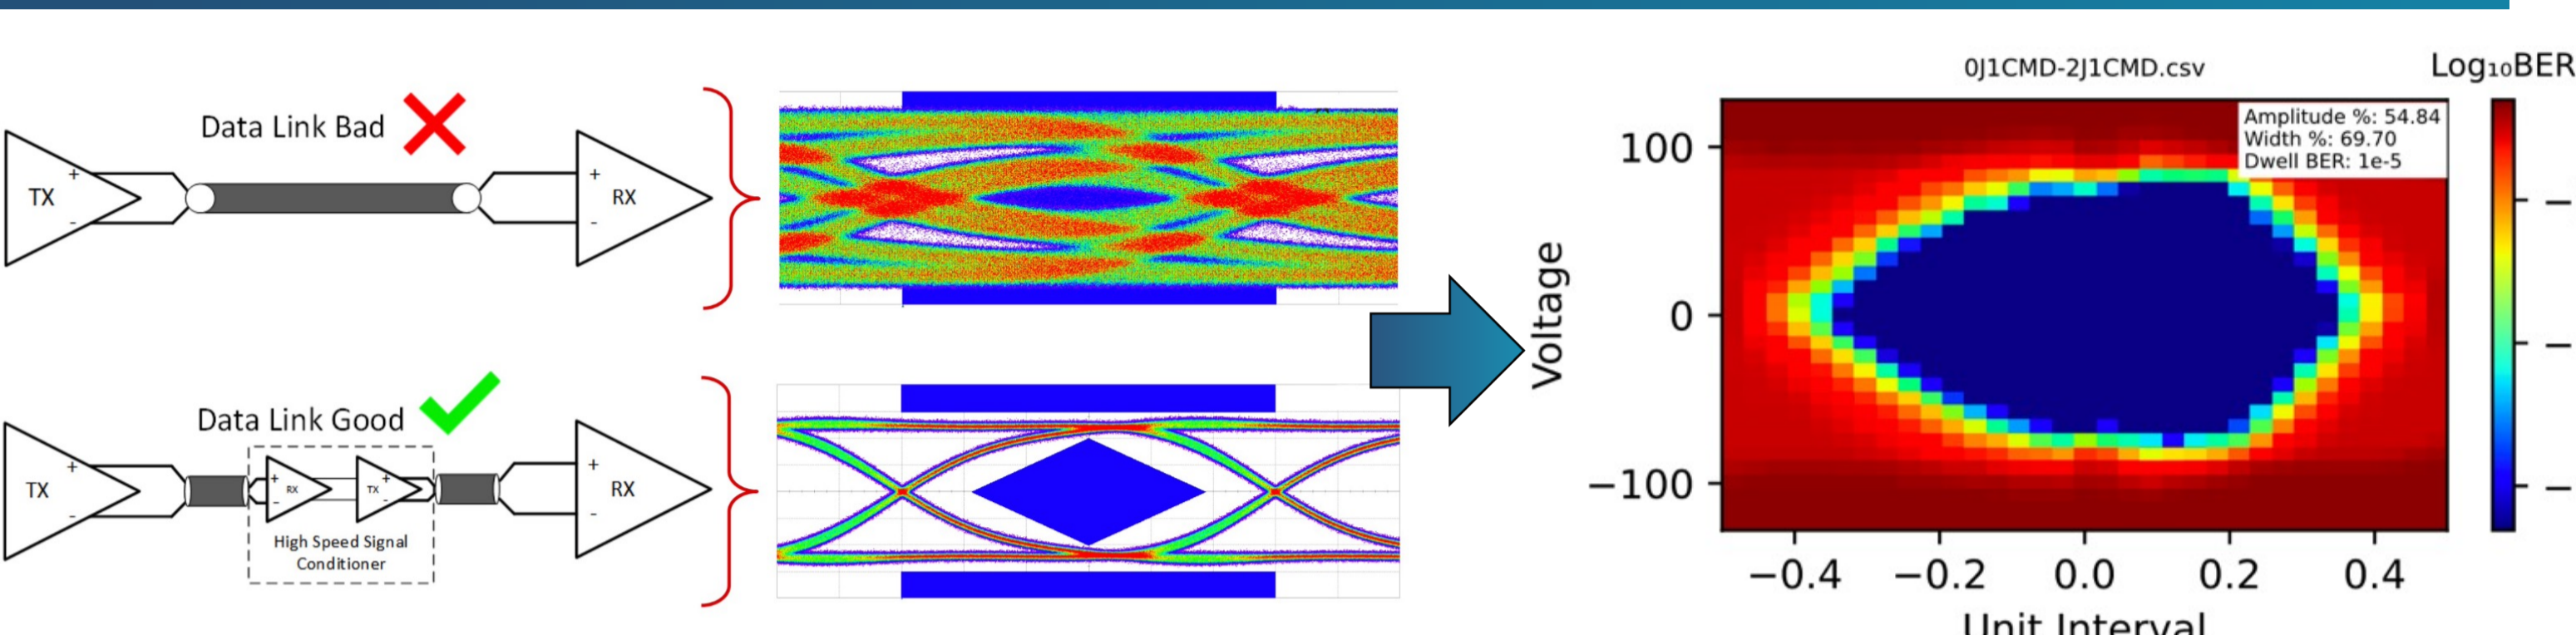 Data Link Bad
TX
+
-
+
-
RX
Data Link Good
TX
+
-
+
-
RX
TX
+
-
+
-
RX
High Speed Signal
Conditioner
0J1CMD-2J1CMD.csv
Log₁₀BER
Amplitude %: 54.84
Width %: 69.70
Dwell BER: 1e-5
Voltage
100
0
−100
−0.4
−0.2
0.0
0.2
0.4
Unit Interval